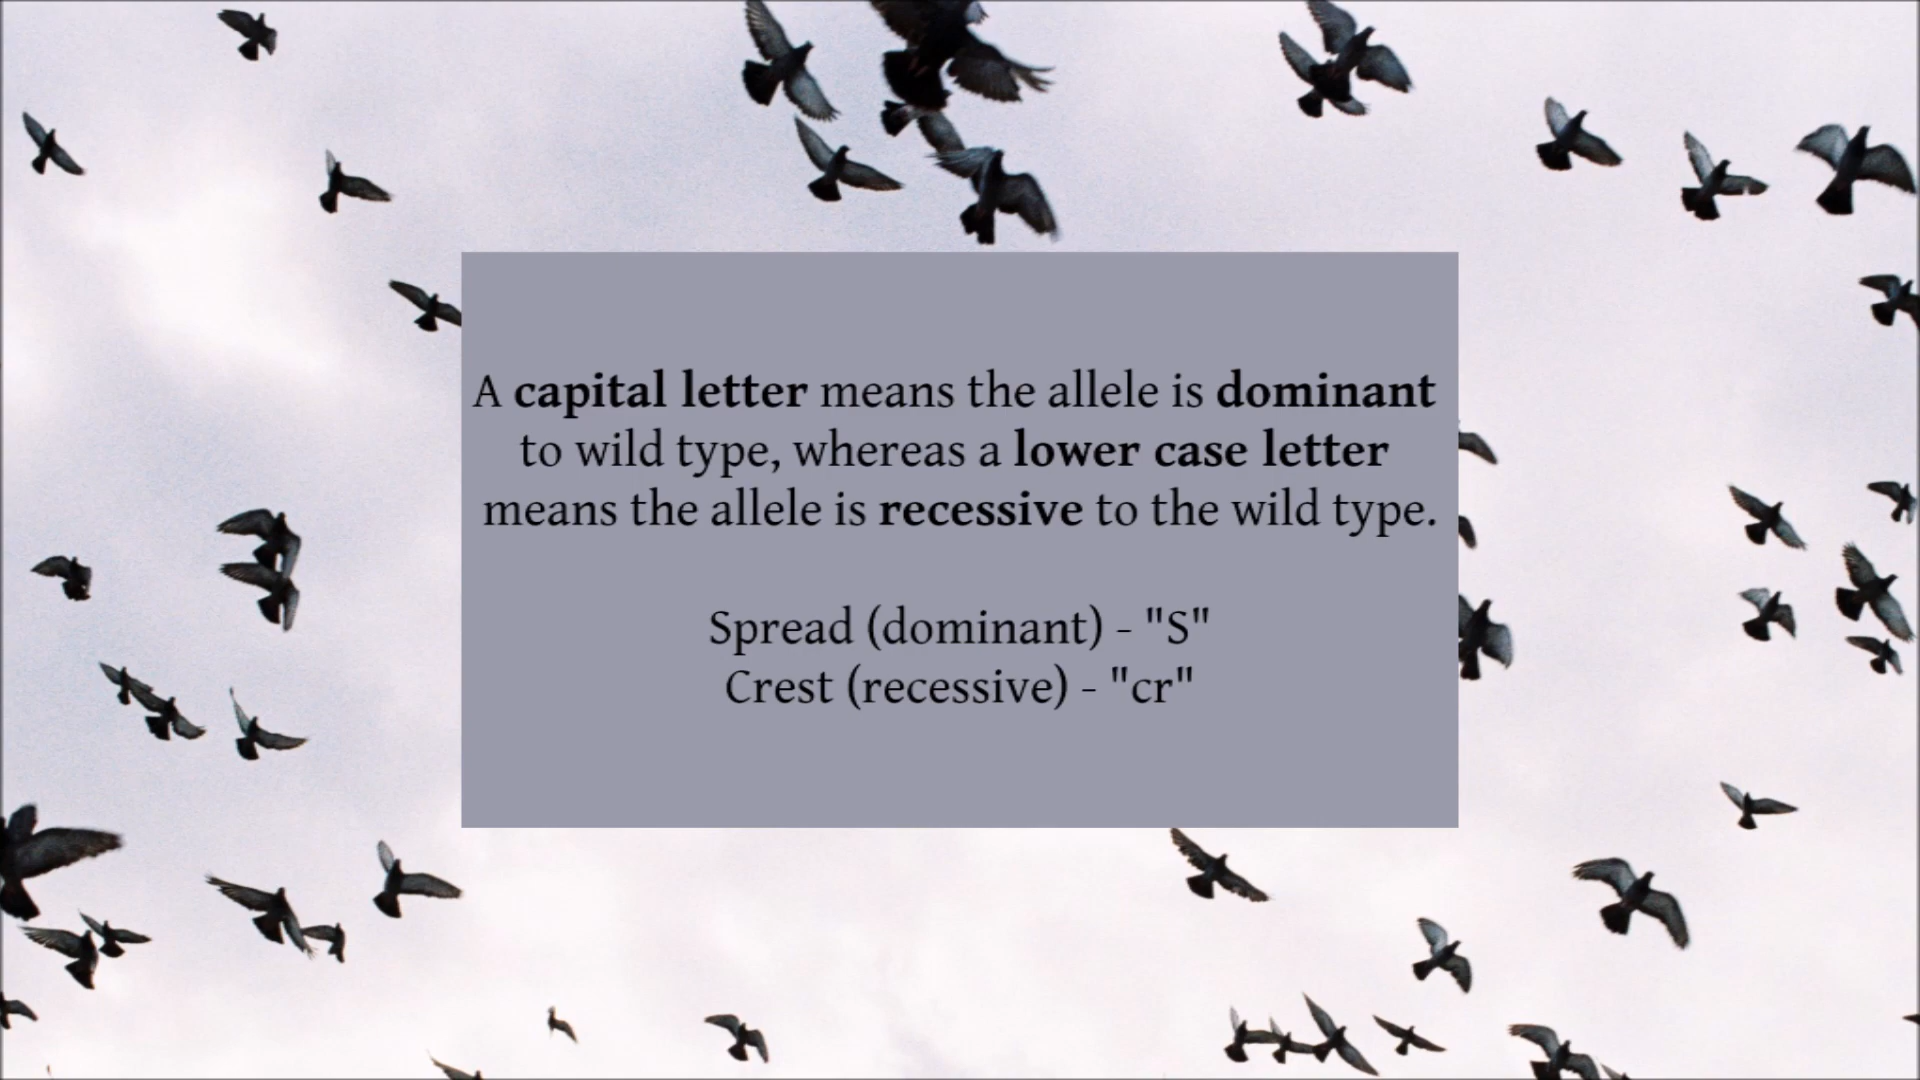 A capital letter means the allele is dominant
to wild type, whereas a lower case letter
means the allele is recessive to the wild type.
Spread (dominant) - "S"
Crest (recessive) - "cr"